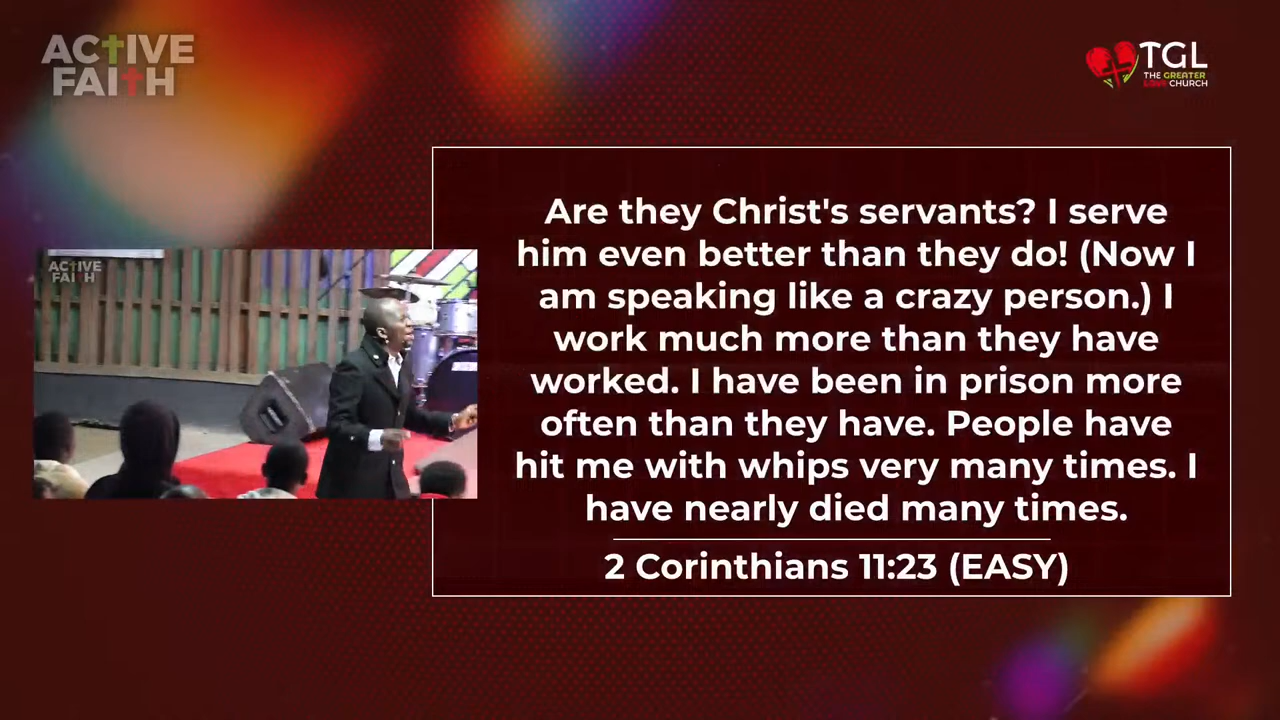 ACTIVE
FAITH
TGL
THE GREATER
LOVE CHURCH
Are they Christ's servants? I serve
him even better than they do! (Now I
am speaking like a crazy person.) I
work much more than they have
worked. I have been in prison more
often than they have. People have
hit me with whips very many times. I
have nearly died many times.
2 Corinthians 11:23 (EASY)
ACTIVE
FAITH